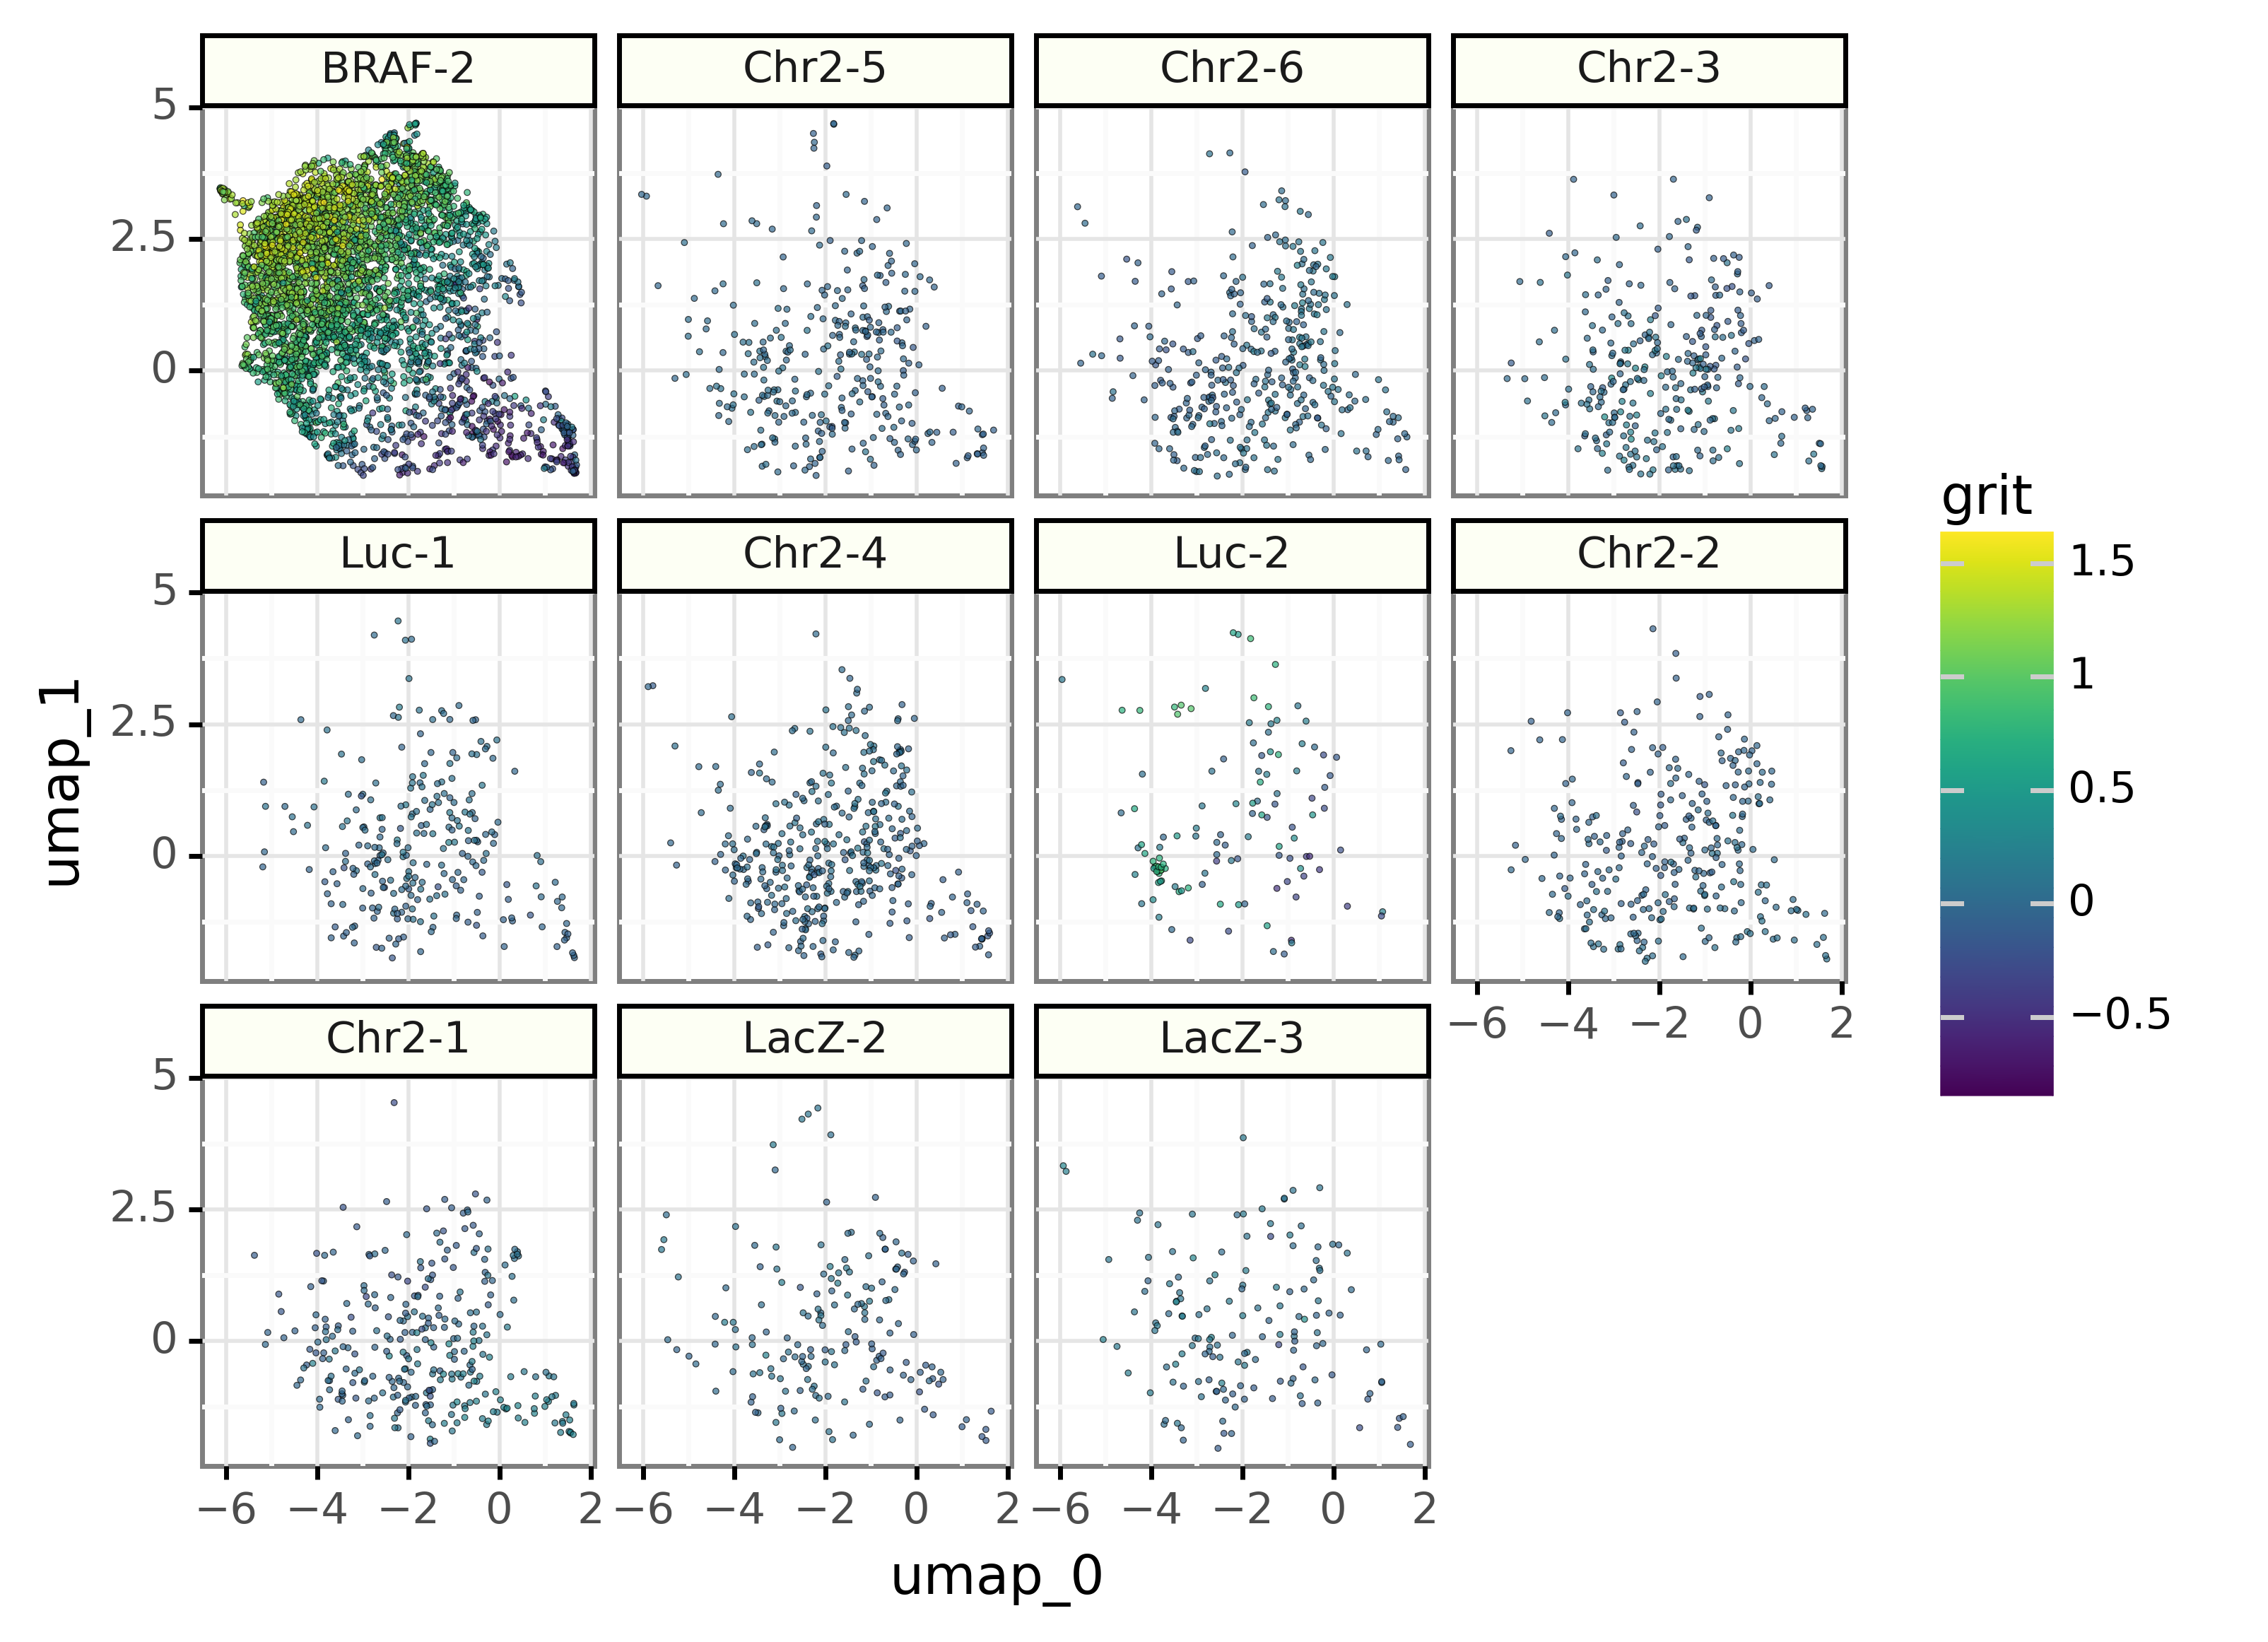 BRAF-2 Chr2-5 Chr2-6 Chr2-3
5
2.5
0
Luc-1 Chr2-4 Luc-2 Chr2-2
5
2.5
0
−6 −4 −2 0 2
Chr2-1 LacZ-2 LacZ-3
5
2.5
0
−6 −4 −2 0 2 −6 −4 −2 0 2 −6 −4 −2 0 2
umap_0
umap_1
grit
1.5
1
0.5
0
−0.5